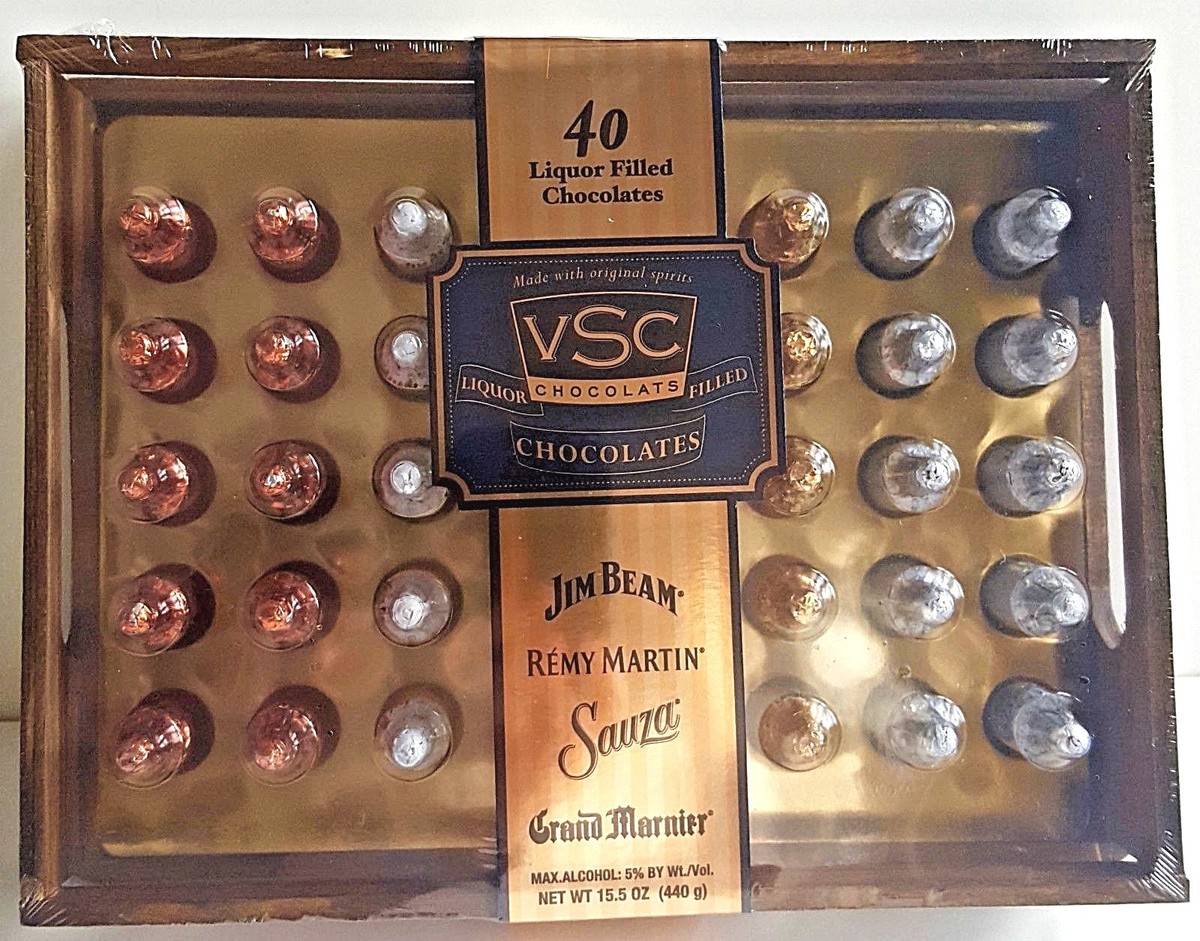 40
Liquor Filled
Chocolates
Made with original spirits
VSC
CHOCOLATS
LIQUOR FILLED
CHOCOLATES
JIM BEAM®
RÉMY MARTIN®
Sauza®
Grand Marnier®
MAX.ALCOHOL: 5% BY Wt./Vol.
NET WT 15.5 OZ (440 g)